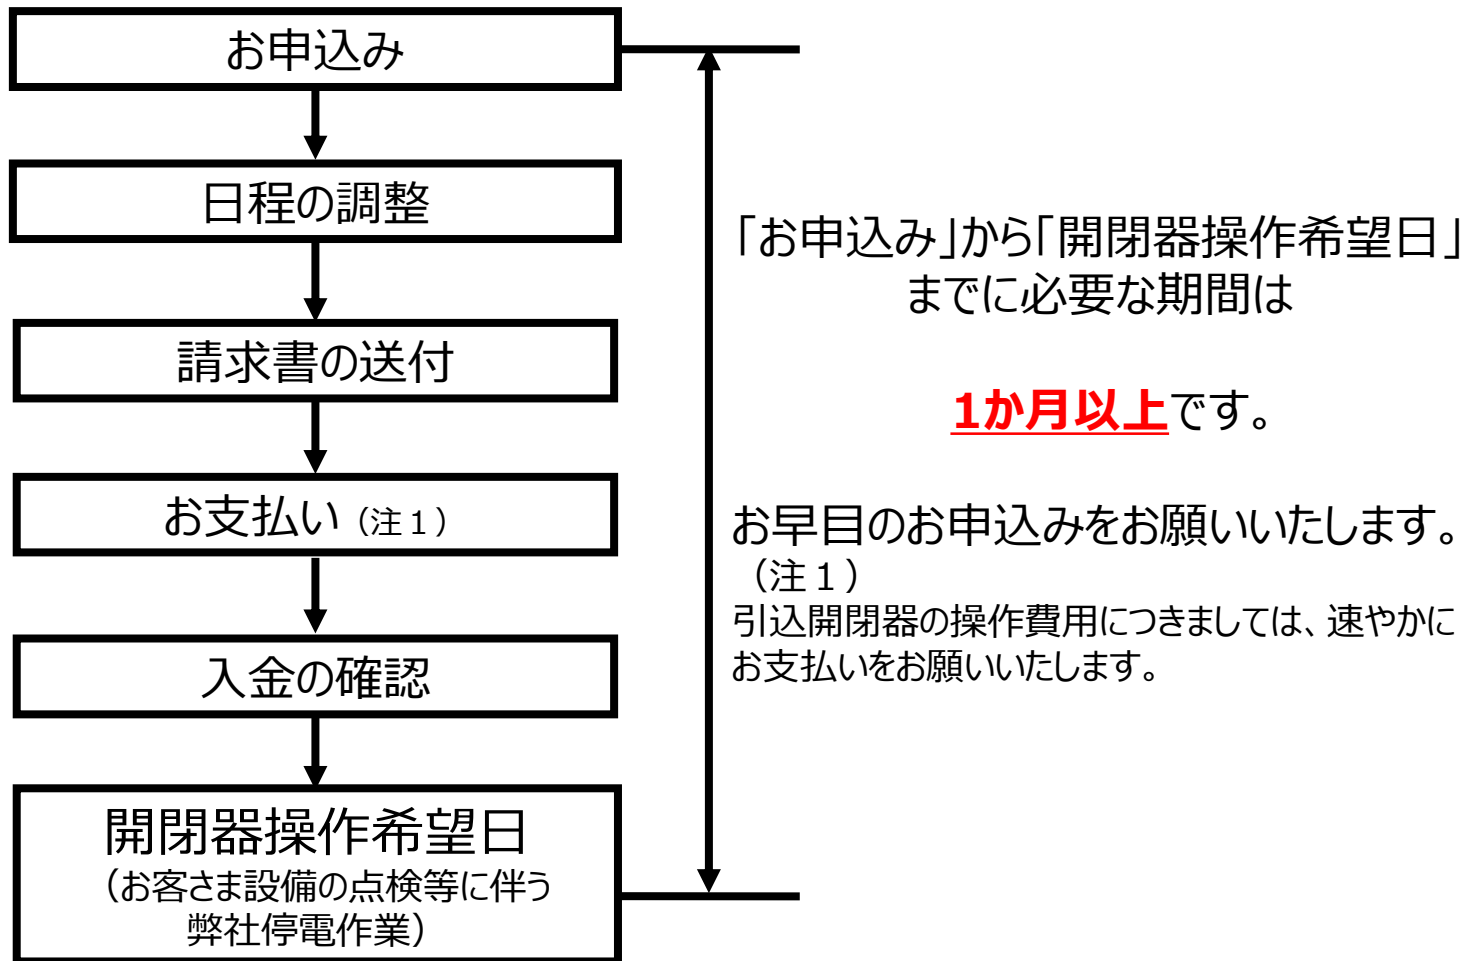 お申込み
日程の調整
請求書の送付
お支払い（注１）
入金の確認
開閉器操作希望日
（お客さま設備の点検等に伴う
弊社停電作業）
「お申込み」から「開閉器操作希望日」
までに必要な期間は
1か月以上です。
お早目のお申込みをお願いいたします。
（注１）
引込開閉器の操作費用につきましては、速やかに
お支払いをお願いいたします。